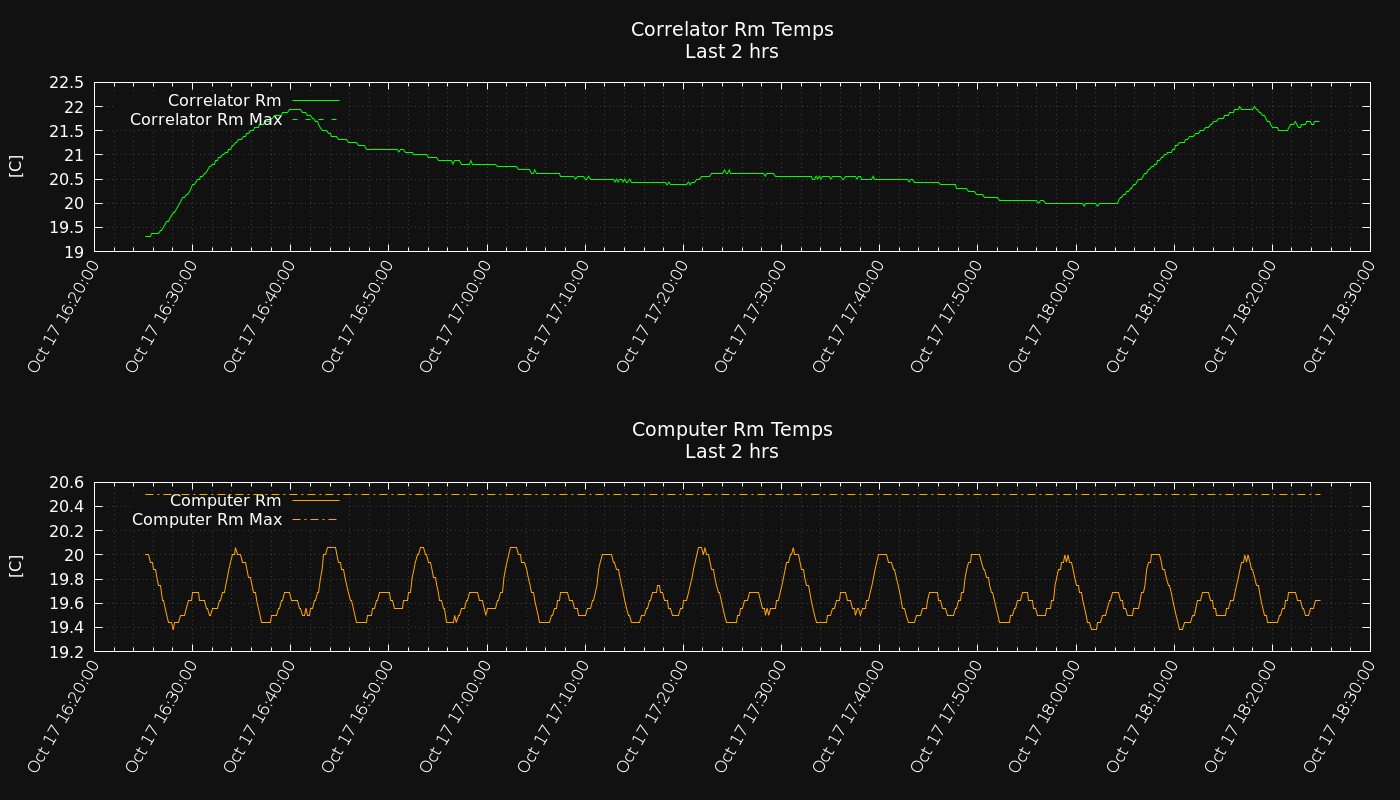 Correlator Rm Temps
Last 2 hrs
22.5
22
21.5
21
20.5
20
19.5
19
[C]
Correlator Rm
Correlator Rm Max
Oct 17 16:20:00
Oct 17 16:30:00
Oct 17 16:40:00
Oct 17 16:50:00
Oct 17 17:00:00
Oct 17 17:10:00
Oct 17 17:20:00
Oct 17 17:30:00
Oct 17 17:40:00
Oct 17 17:50:00
Oct 17 18:00:00
Oct 17 18:10:00
Oct 17 18:20:00
Oct 17 18:30:00
Computer Rm Temps
Last 2 hrs
20.6
20.4
20.2
20
19.8
19.6
19.4
19.2
[C]
Computer Rm
Computer Rm Max
Oct 17 16:20:00
Oct 17 16:30:00
Oct 17 16:40:00
Oct 17 16:50:00
Oct 17 17:00:00
Oct 17 17:10:00
Oct 17 17:20:00
Oct 17 17:30:00
Oct 17 17:40:00
Oct 17 17:50:00
Oct 17 18:00:00
Oct 17 18:10:00
Oct 17 18:20:00
Oct 17 18:30:00